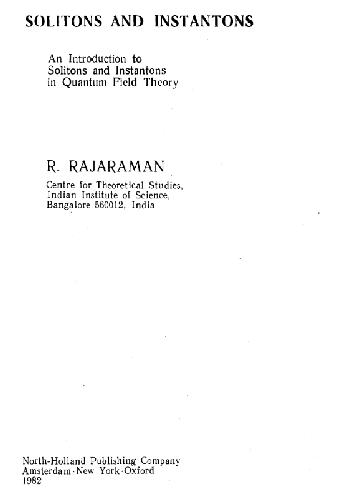 SOLITONS AND INSTANTONS
An Introduction to
Solitons and Instantons
in Quantum Field Theory
R. RAJARAMAN
Centre for Theoretical Studies,
Indian Institute of Science,
Bangalore 560012, India
North-Holland Publishing Company
Amsterdam·New York·Oxford
1982